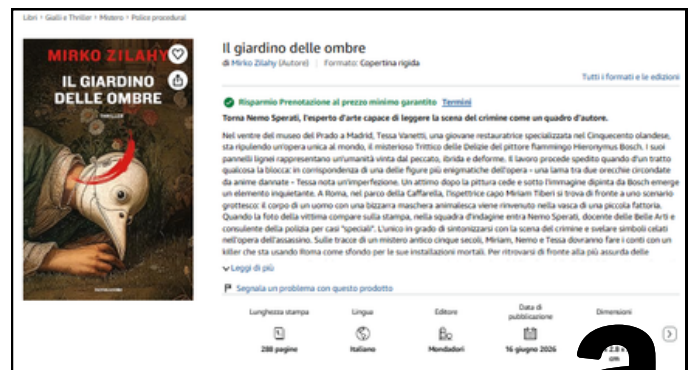 Libri › Gialli e Thriller › Mistero › Police procedural
MIRKO ZILAHY
IL GIARDINO
DELLE OMBRE
THRILLER
MONDADORI
Il giardino delle ombre
di Mirko Zilahy (Autore) | Formato: Copertina rigida
Tutti i formati e le edizioni
Risparmio Prenotazione al prezzo minimo garantito Termini
Torna Nemo Sperati, l'esperto d'arte capace di leggere la scena del crimine come un quadro d'autore.
Nel ventre del museo del Prado a Madrid, Tessa Vanetti, una giovane restauratrice specializzata nel Cinquecento olandese,
sta ripulendo un'opera unica al mondo, il misterioso Trittico delle Delizie del pittore fiammingo Hieronymus Bosch. I suoi
pannelli lignei rappresentano un'umanità vinta dal peccato, ibrida e deforme. Il lavoro procede spedito quando d'un tratto
qualcosa la blocca: in corrispondenza di una delle figure più enigmatiche dell'opera - una lama tra due orecchie circondate
da anime dannate - Tessa nota un'imperfezione. Un attimo dopo la pittura cede e sotto l'immagine dipinta da Bosch emerge
un elemento inquietante. A Roma, nel parco della Caffarella, l'ispettrice capo Miriam Tiberi si trova di fronte a uno scenario
grottesco: il corpo di un uomo con una bizzarra maschera animalesca viene rinvenuto nella vasca di una piccola fattoria.
Quando la foto della vittima compare sulla stampa, nella squadra d'indagine entra Nemo Sperati, docente delle Belle Arti e
consulente della polizia per casi "speciali". L'unico in grado di sintonizzarsi con la scena del crimine e svelare simboli celati
nell'opera dell'assassino. Sulle tracce di un mistero antico cinque secoli, Miriam, Nemo e Tessa dovranno fare i conti con un
killer che sta usando Roma come sfondo per le sue installazioni mortali. Per ritrovarsi di fronte alla più assurda delle
Leggi di più
Segnala un problema con questo prodotto
Lunghezza stampa Lingua Editore Data di pubblicazione Dimensioni
288 pagine Italiano Mondadori 16 giugno 2026 2.8
cm
a